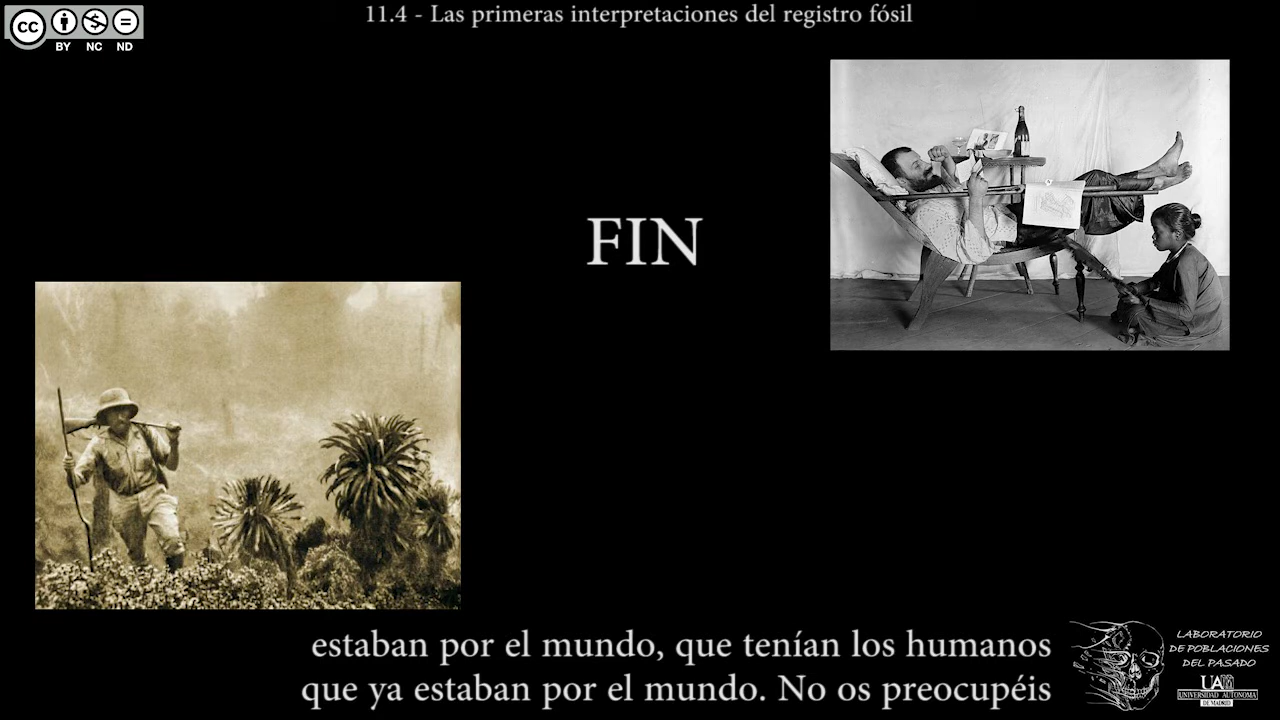 11.4 - Las primeras interpretaciones del registro fósil
cc
BY NC ND
FIN
estaban por el mundo, que tenían los humanos
que ya estaban por el mundo. No os preocupéis
LABORATORIO
DE POBLACIONES
DEL PASADO
UAM
UNIVERSIDAD AUTONOMA
DE MADRID